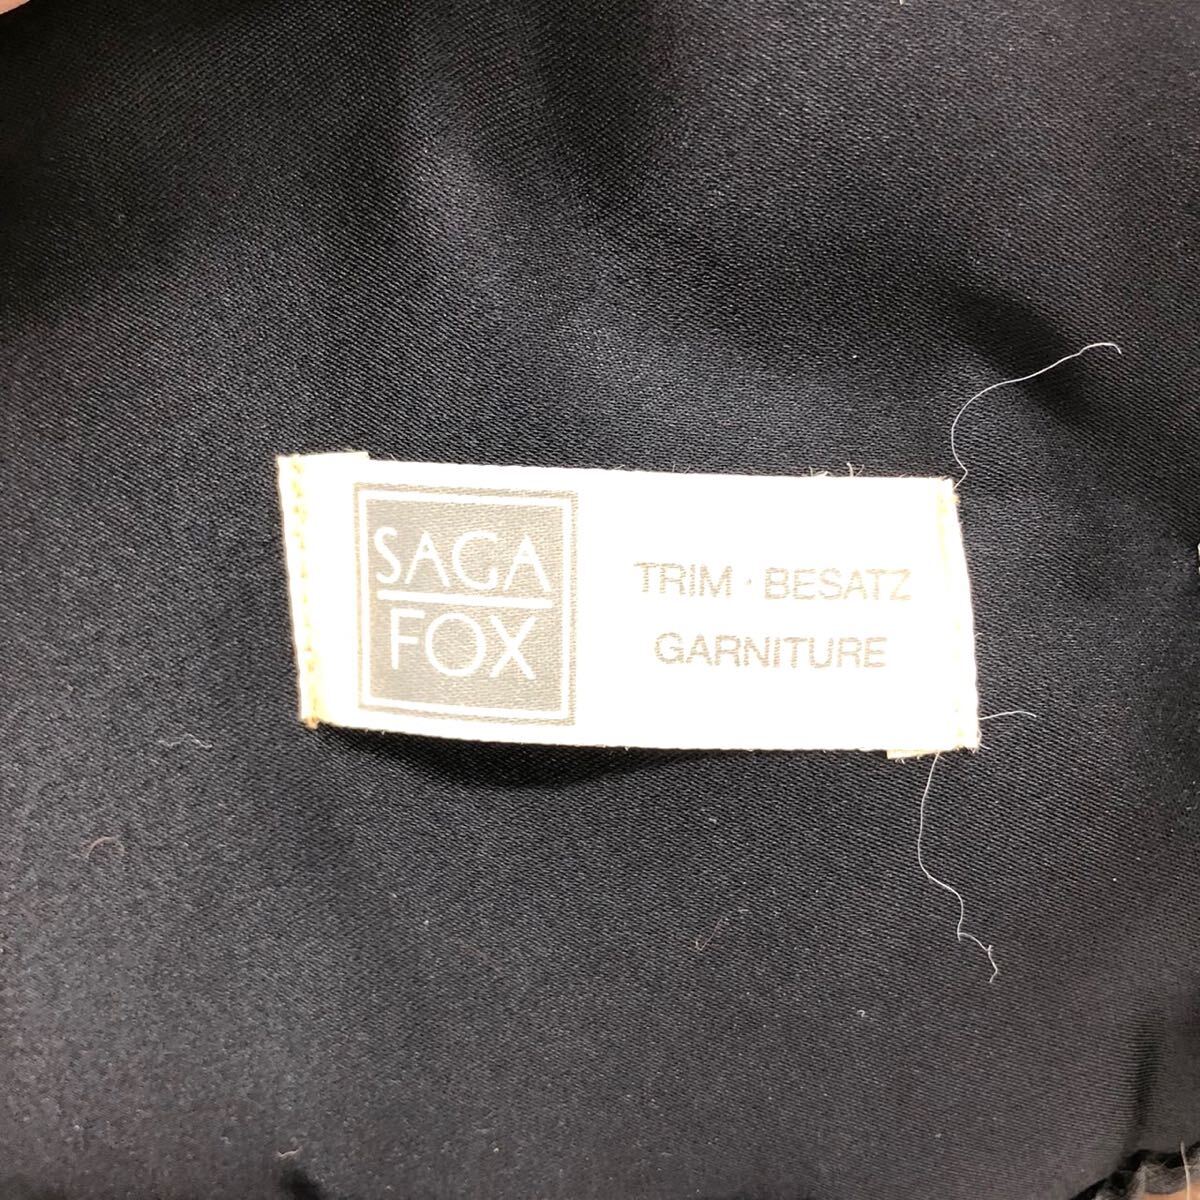 SAGA
FOX
TRIM · BESATZ
GARNITURE